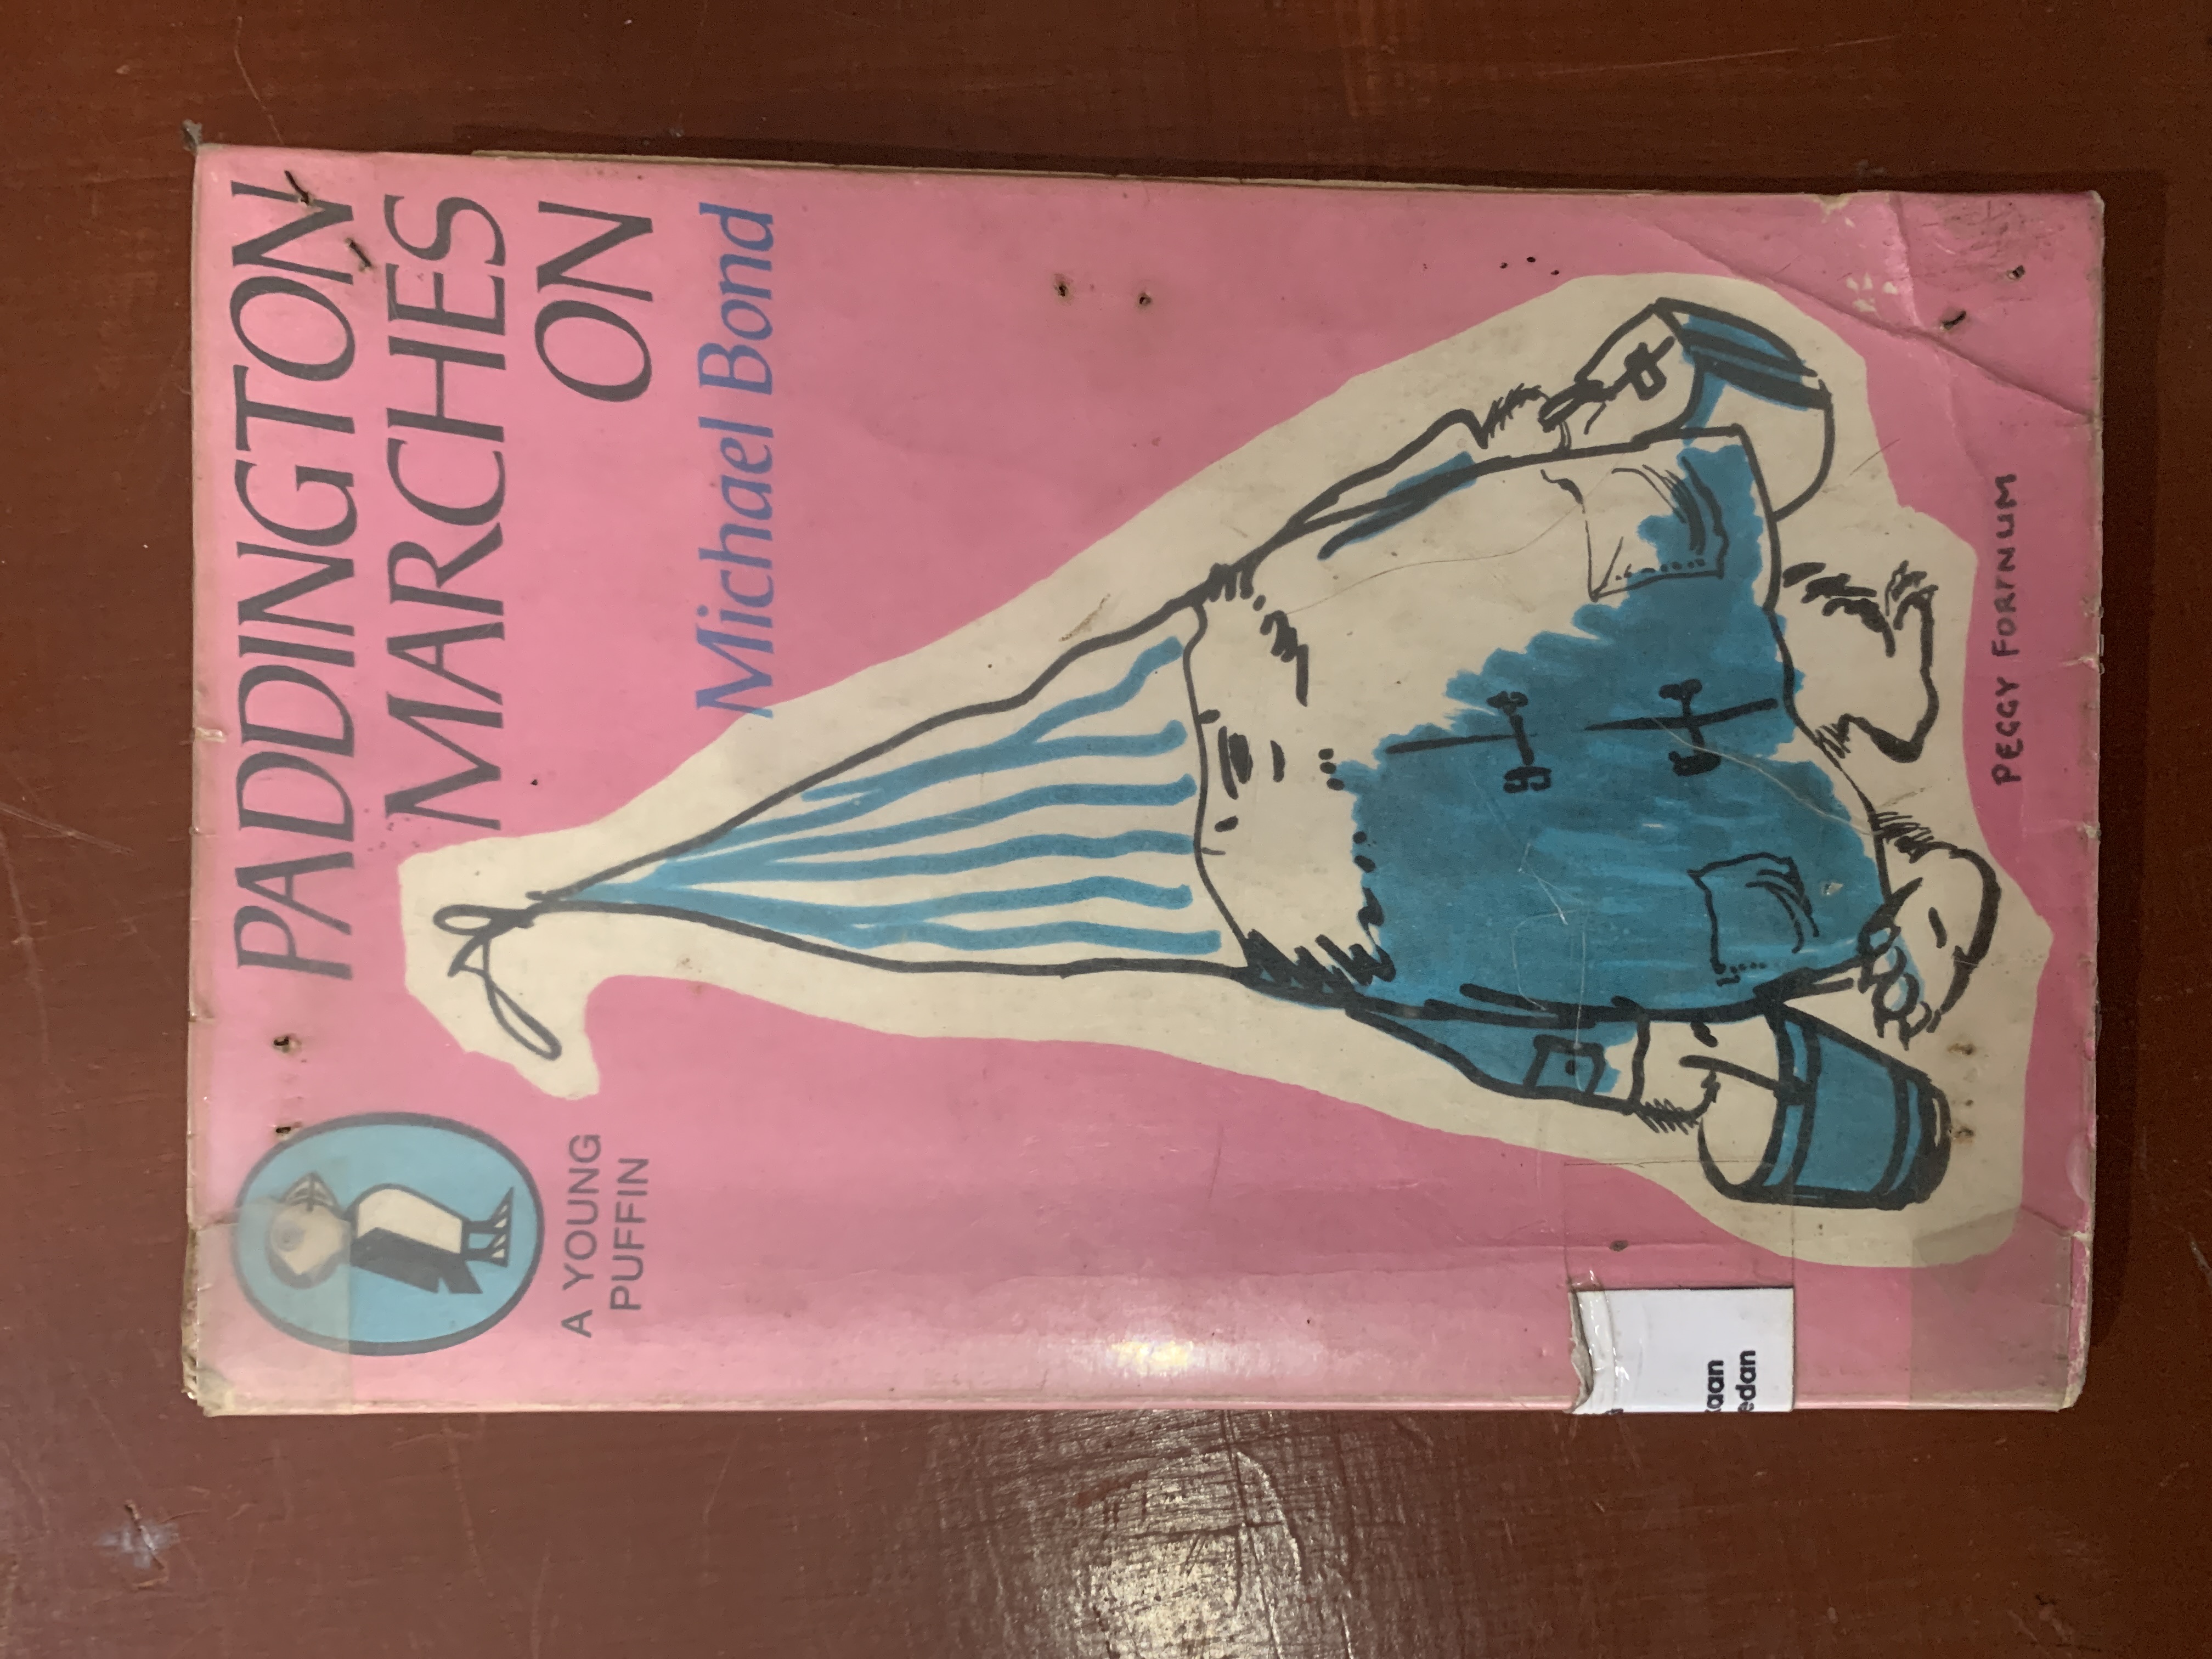 PADDINGTON
MARCHES
ON
Michael Bond
A YOUNG
PUFFIN
PEGGY FORTNUM